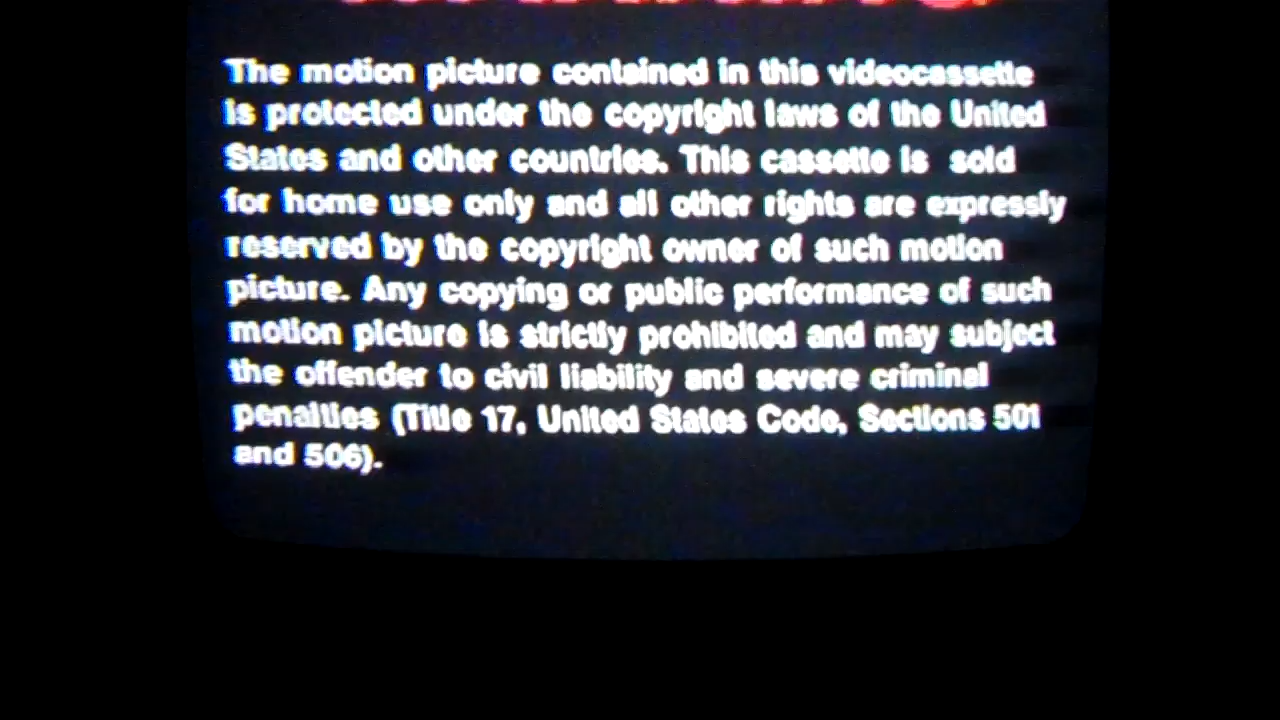 The motion picture contained in this videocassette
is protected under the copyright laws of the United
States and other countries. This cassette is sold
for home use only and all other rights are expressly
reserved by the copyright owner of such motion
picture. Any copying or public performance of such
motion picture is strictly prohibited and may subject
the offender to civil liability and severe criminal
penalties (Title 17, United States Code, Sections 501
and 506).